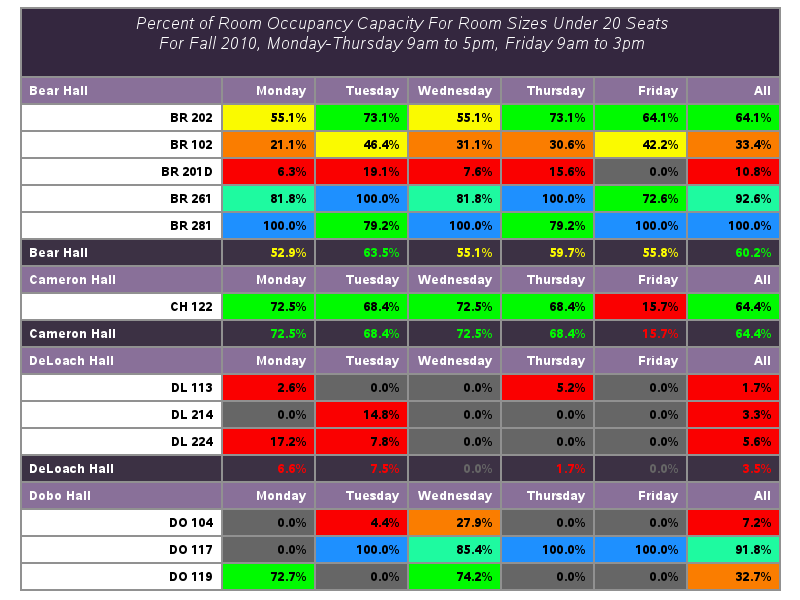 Percent of Room Occupancy Capacity For Room Sizes Under 20 Seats
For Fall 2010, Monday-Thursday 9am to 5pm, Friday 9am to 3pm
Bear Hall Monday Tuesday Wednesday Thursday Friday All
BR 202 55.1% 73.1% 55.1% 73.1% 64.1% 64.1%
BR 102 21.1% 46.4% 31.1% 30.6% 42.2% 33.4%
BR 201D 6.3% 19.1% 7.6% 15.6% 0.0% 10.8%
BR 261 81.8% 100.0% 81.8% 100.0% 72.6% 92.6%
BR 281 100.0% 79.2% 100.0% 79.2% 100.0% 100.0%
Bear Hall 52.9% 63.5% 55.1% 59.7% 55.8% 60.2%
Cameron Hall Monday Tuesday Wednesday Thursday Friday All
CH 122 72.5% 68.4% 72.5% 68.4% 15.7% 64.4%
Cameron Hall 72.5% 68.4% 72.5% 68.4% 15.7% 64.4%
DeLoach Hall Monday Tuesday Wednesday Thursday Friday All
DL 113 2.6% 0.0% 0.0% 5.2% 0.0% 1.7%
DL 214 0.0% 14.8% 0.0% 0.0% 0.0% 3.3%
DL 224 17.2% 7.8% 0.0% 0.0% 0.0% 5.6%
DeLoach Hall 6.6% 7.5% 0.0% 1.7% 0.0% 3.5%
Dobo Hall Monday Tuesday Wednesday Thursday Friday All
DO 104 0.0% 4.4% 27.9% 0.0% 0.0% 7.2%
DO 117 0.0% 100.0% 85.4% 100.0% 100.0% 91.8%
DO 119 72.7% 0.0% 74.2% 0.0% 0.0% 32.7%